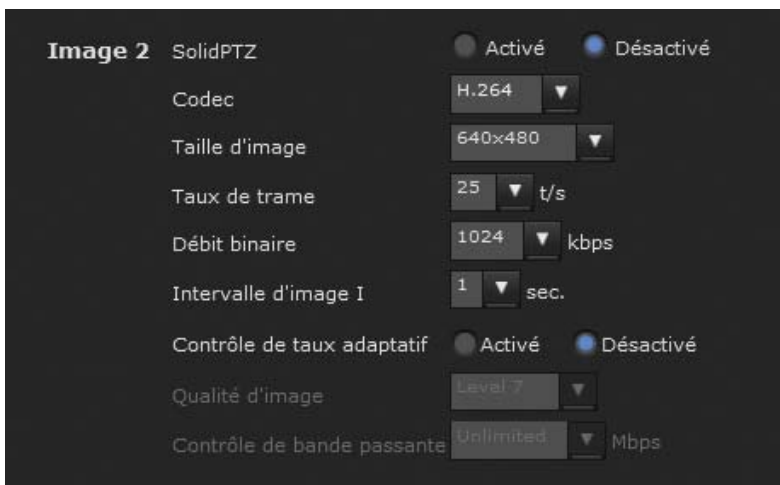 Image 2 SolidPTZ Activé Désactivé
Codec H.264
Taille d'image 640x480
Taux de trame 25 t/s
Débit binaire 1024 kbps
Intervalle d'image I 1 sec.
Contrôle de taux adaptatif Activé Désactivé
Qualité d'image Level 7
Contrôle de bande passante Unlimited Mbps